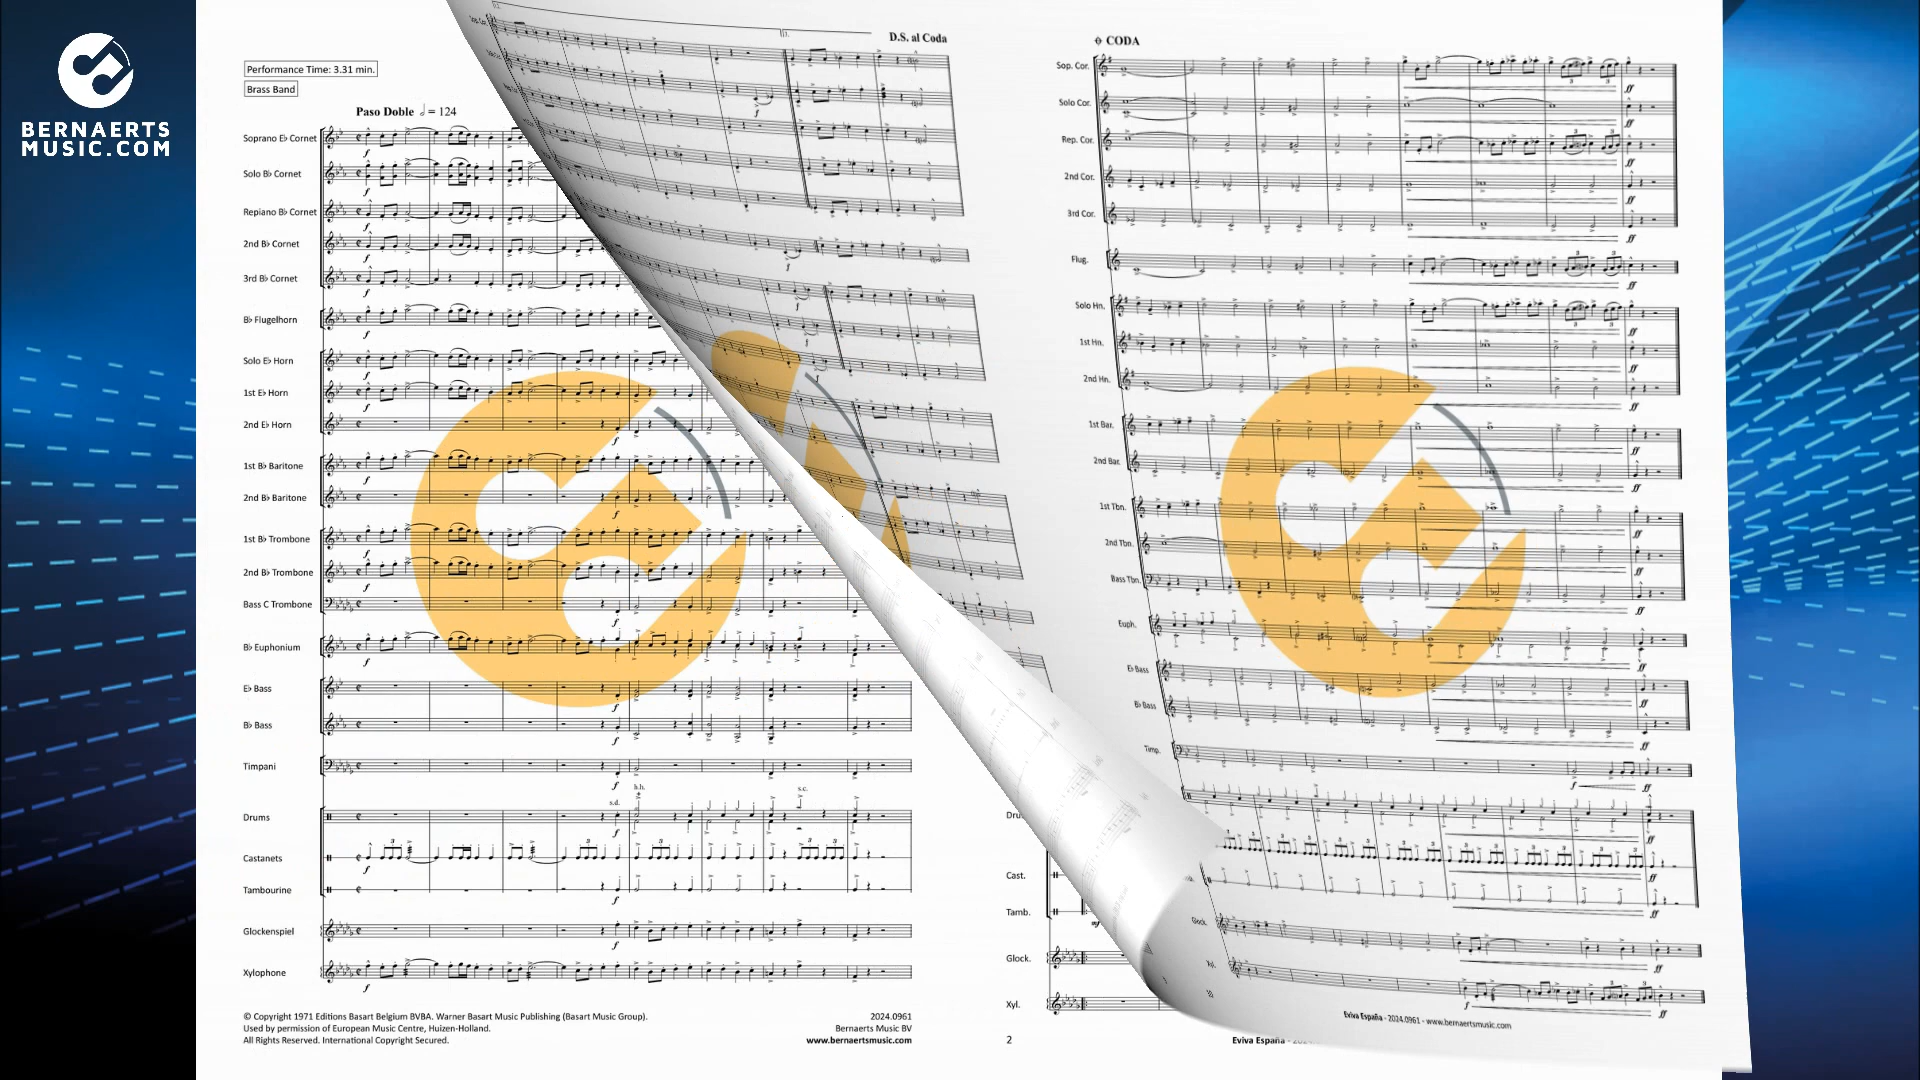 BERNAERTS
MUSIC.COM
Performance Time: 3.31 min.
Brass Band
Paso Doble 𝅗𝅥 = 124
Soprano E♭ Cornet
Solo B♭ Cornet
Repiano B♭ Cornet
2nd B♭ Cornet
3rd B♭ Cornet
B♭ Flugelhorn
Solo E♭ Horn
1st E♭ Horn
2nd E♭ Horn
1st B♭ Baritone
2nd B♭ Baritone
1st B♭ Trombone
2nd B♭ Trombone
Bass C Trombone
B♭ Euphonium
E♭ Bass
B♭ Bass
Timpani
h.h.
s.d.
s.c.
Drums
Castanets
Tambourine
Glockenspiel
Xylophone
© Copyright 1971 Editions Basart Belgium BVBA. Warner Basart Music Publishing (Basart Music Group).
Used by permission of European Music Centre, Huizen-Holland.
All Rights Reserved. International Copyright Secured.
2024.0961
Bernaerts Music BV
www.bernaertsmusic.com
D.S. al Coda
CODA
Sop. Cor.
Solo Cor.
Rep. Cor.
2nd Cor.
3rd Cor.
Flug.
Solo Hn.
1st Hn.
2nd Hn.
1st Bar.
2nd Bar.
1st Tbn.
2nd Tbn.
Bass Tbn.
Euph.
E♭ Bass
B♭ Bass
Timp.
Glock.
Xyl.
Eviva España - 2024.0961 - www.bernaertsmusic.com
Cast.
Tamb.
Glock.
Xyl.
2
Eviva España -